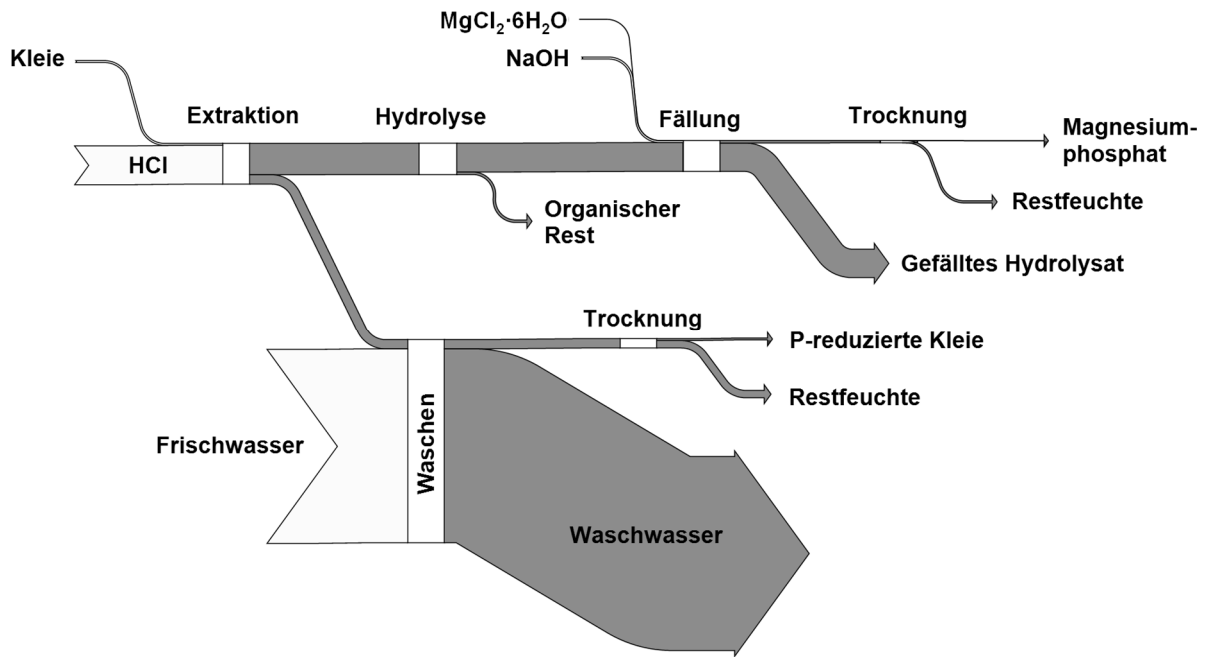 MgCl₂·6H₂O
Kleie
NaOH
Extraktion
Hydrolyse
Fällung
Trocknung
Magnesium-
phosphat
HCl
Organischer
Rest
Restfeuchte
Gefälltes Hydrolysat
Trocknung
P-reduzierte Kleie
Restfeuchte
Frischwasser
Waschen
Waschwasser